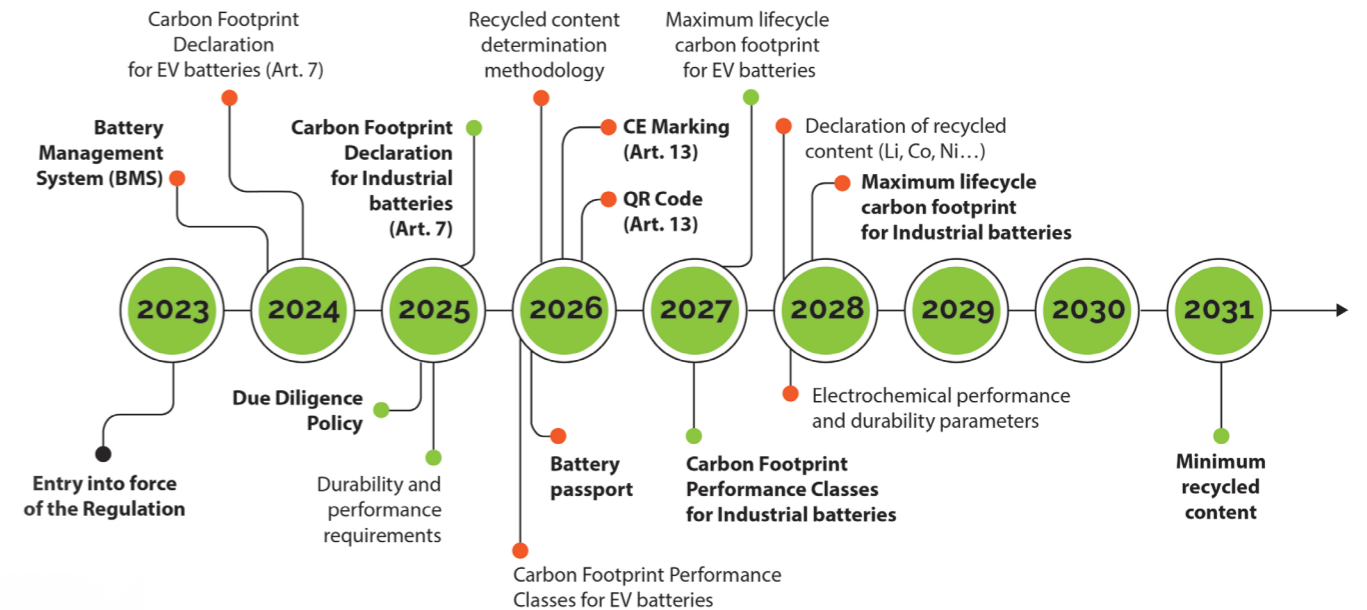 Carbon Footprint
Declaration
for EV batteries (Art. 7)
Recycled content
determination
methodology
Maximum lifecycle
carbon footprint
for EV batteries
Battery
Management
System (BMS)
Carbon Footprint
Declaration
for Industrial
batteries
(Art. 7)
CE Marking
(Art. 13)
QR Code
(Art. 13)
Declaration of recycled
content (Li, Co, Ni...)
Maximum lifecycle
carbon footprint
for Industrial batteries
2023
2024
2025
2026
2027
2028
2029
2030
2031
Entry into force
of the Regulation
Due Diligence
Policy
Durability and
performance
requirements
Battery
passport
Carbon Footprint Performance
Classes for EV batteries
Carbon Footprint
Performance Classes
for Industrial batteries
Electrochemical performance
and durability parameters
Minimum
recycled
content